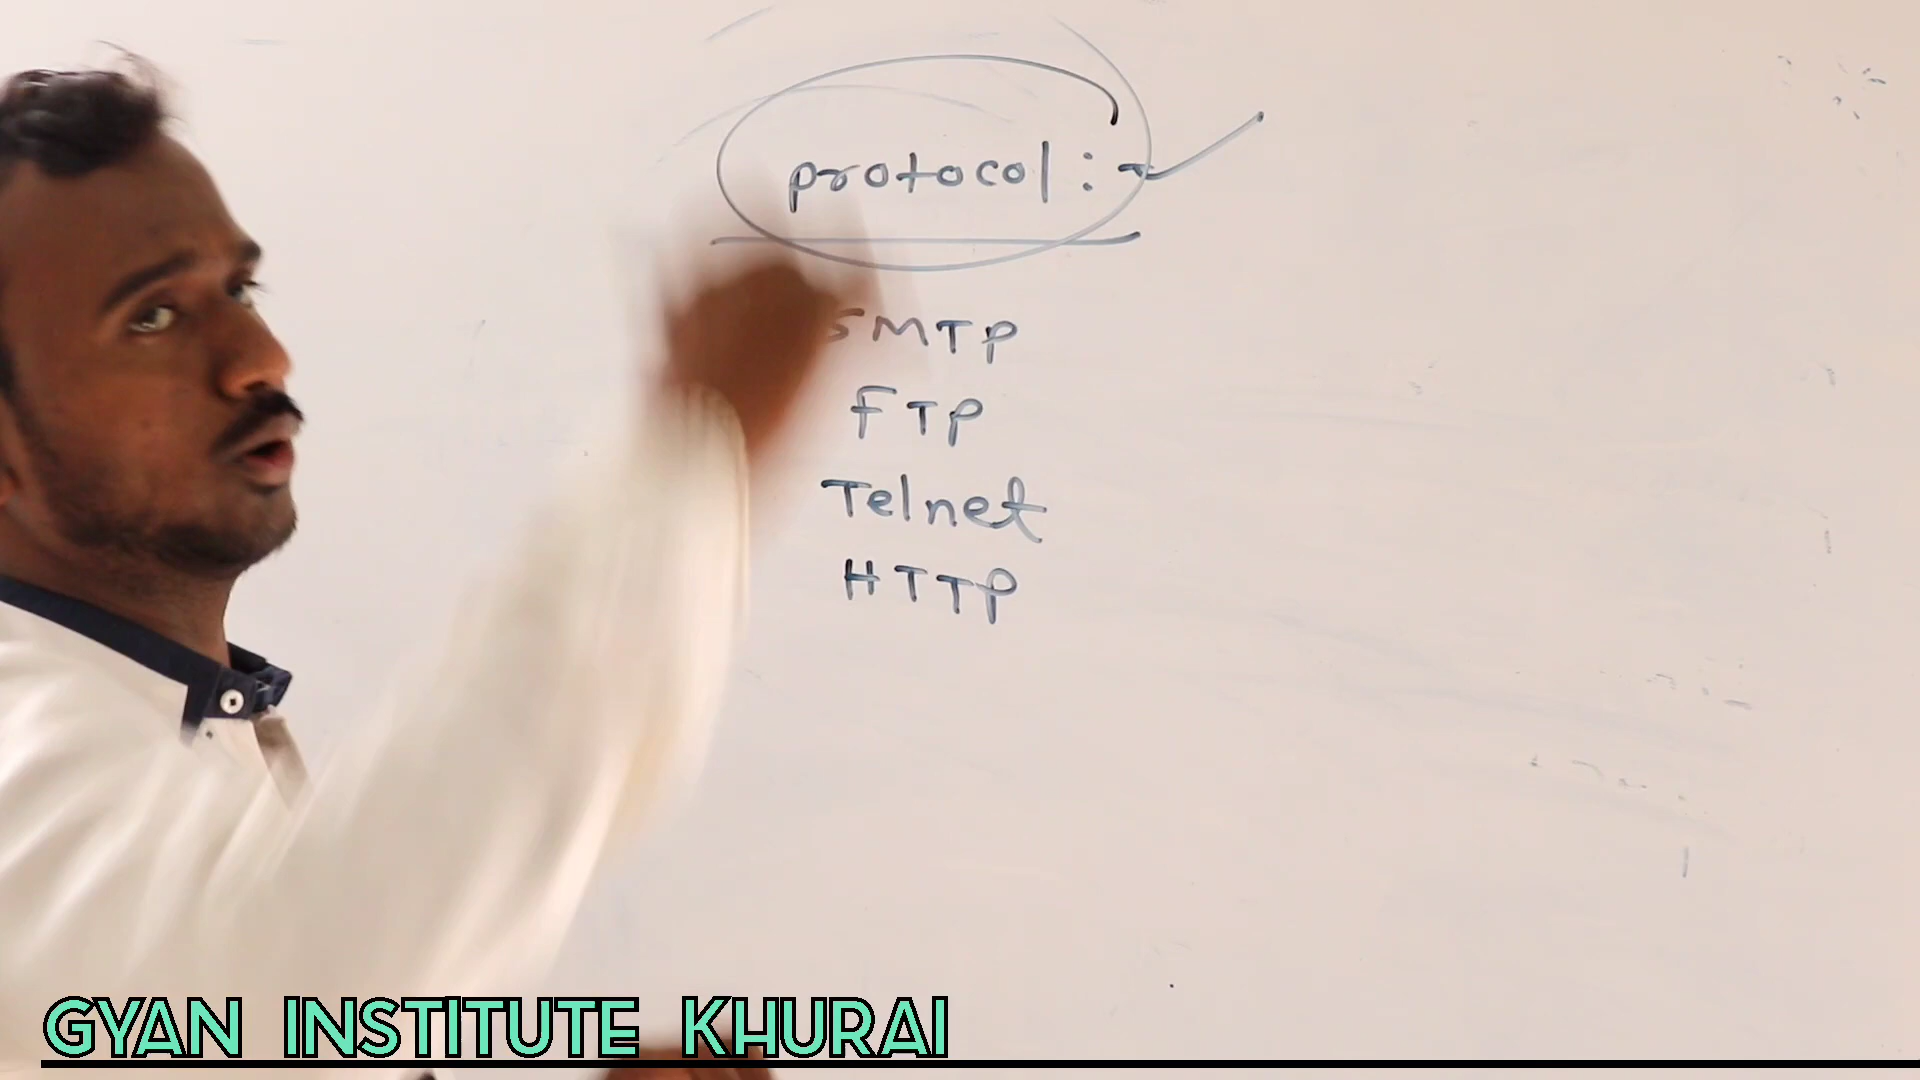 protocol :-
SMTP
FTP
Telnet
HTTP
GYAN INSTITUTE KHURAI